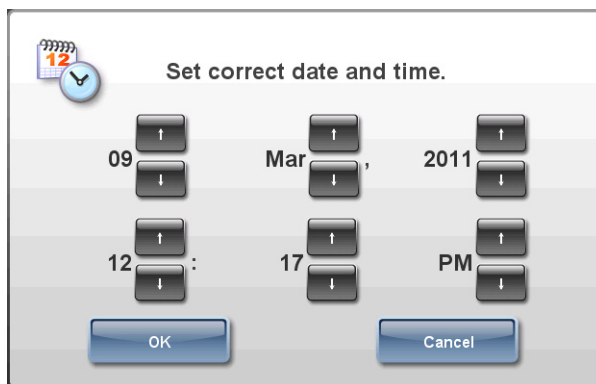 12
Set correct date and time.
09 Mar, 2011
12 : 17 PM
OK Cancel